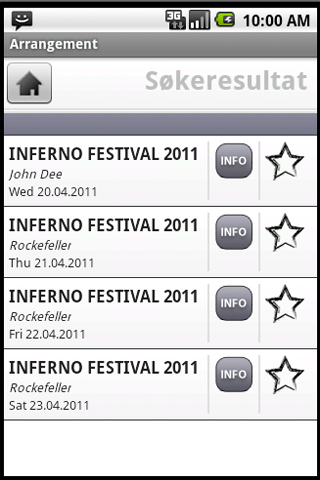 3G 10:00 AM
Arrangement
Søkeresultat
INFERNO FESTIVAL 2011
John Dee
Wed 20.04.2011
INFO
INFERNO FESTIVAL 2011
Rockefeller
Thu 21.04.2011
INFO
INFERNO FESTIVAL 2011
Rockefeller
Fri 22.04.2011
INFO
INFERNO FESTIVAL 2011
Rockefeller
Sat 23.04.2011
INFO